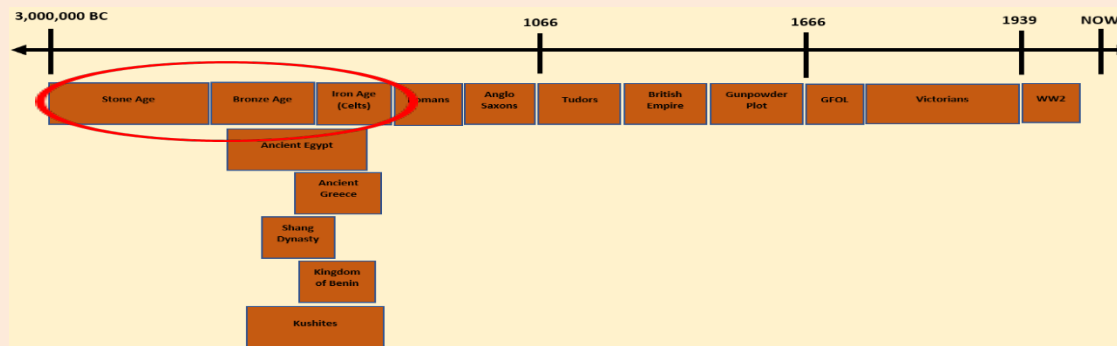 3,000,000 BC
1066
1666
1939
NOW
Stone Age
Bronze Age
Iron Age
(Celts)
Romans
Anglo
Saxons
Tudors
British
Empire
Gunpowder
Plot
GFOL
Victorians
WW2
Ancient Egypt
Ancient
Greece
Shang
Dynasty
Kingdom
of Benin
Kushites